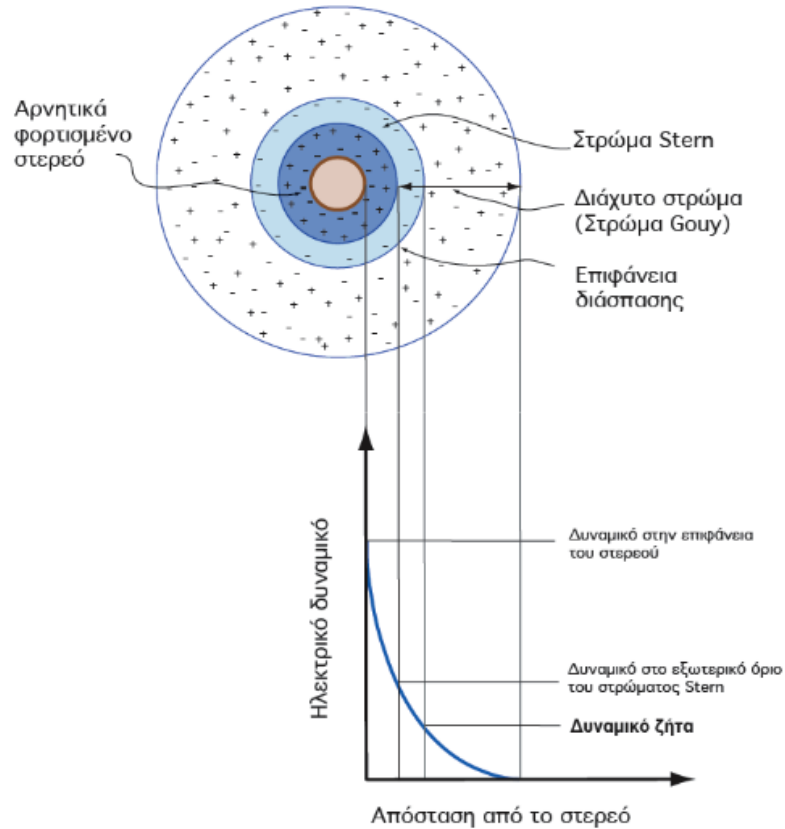 Αρνητικά
φορτισμένο
στερεό
Στρώμα Stern
Διάχυτο στρώμα
(Στρώμα Gouy)
Επιφάνεια
διάσπασης
Ηλεκτρικό δυναμικό
Δυναμικό στην επιφάνεια
του στερεού
Δυναμικό στο εξωτερικό όριο
του στρώματος Stern
Δυναμικό ζήτα
Απόσταση από το στερεό